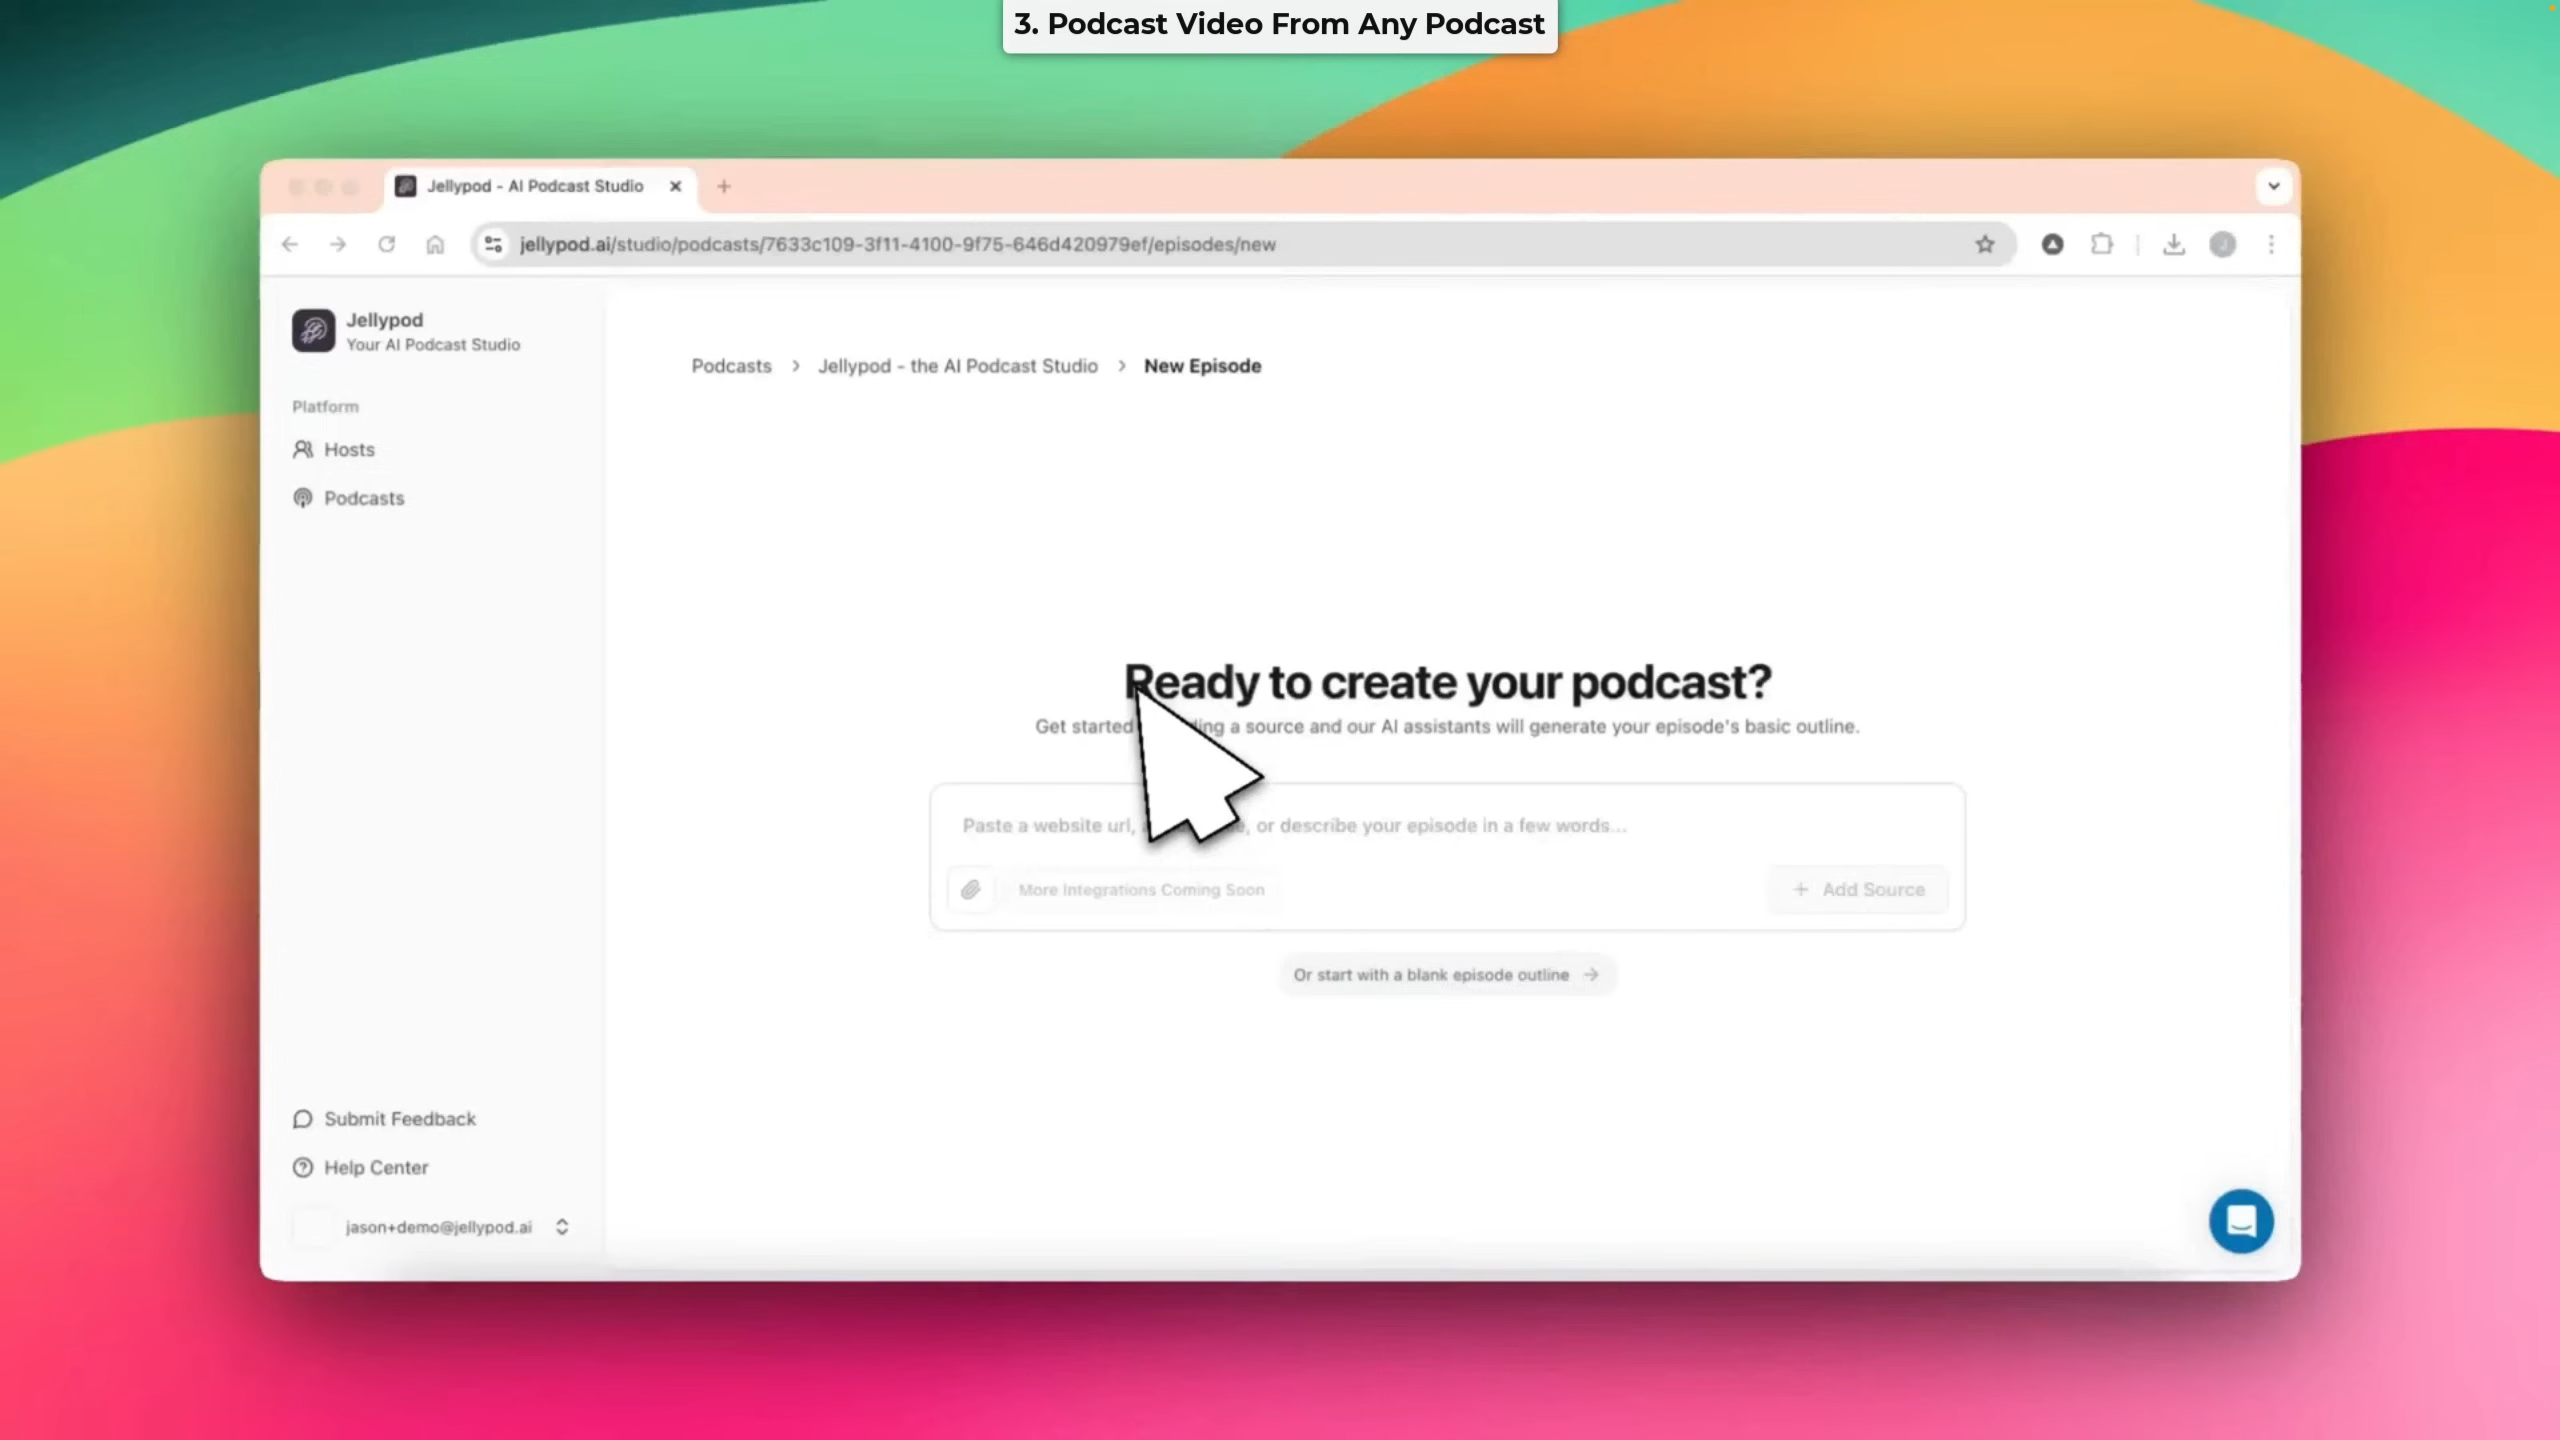 3. Podcast Video From Any Podcast
Jellypod - AI Podcast Studio
jellypod.ai/studio/podcasts/7633c109-3f11-4100-9f75-646d420979ef/episodes/new
J
Jellypod
Your AI Podcast Studio
Platform
Hosts
Podcasts
Podcasts > Jellypod - the AI Podcast Studio > New Episode
Ready to create your podcast?
Get started ing a source and our AI assistants will generate your episode's basic outline.
Paste a website url, or describe your episode in a few words...
More Integrations Coming Soon
+ Add Source
Or start with a blank episode outline →
Submit Feedback
Help Center
jason+demo@jellypod.ai